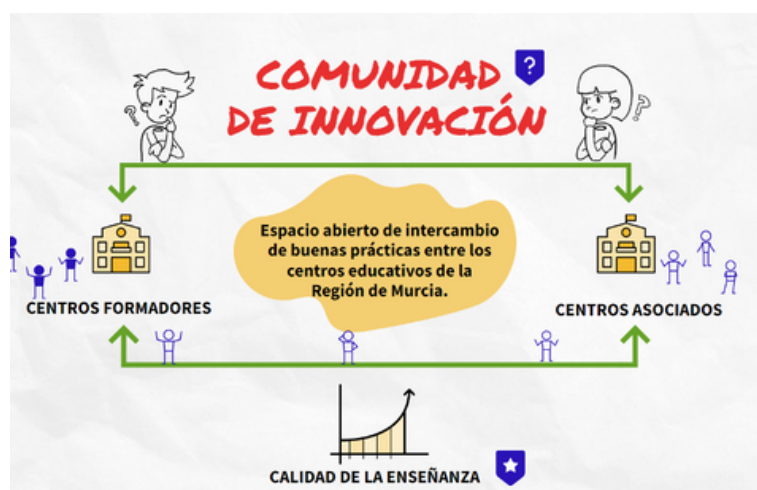 COMUNIDAD
DE INNOVACIÓN
?
?
?
Espacio abierto de intercambio
de buenas prácticas entre los
centros educativos de la
Región de Murcia.
CENTROS FORMADORES
CENTROS ASOCIADOS
CALIDAD DE LA ENSEÑANZA